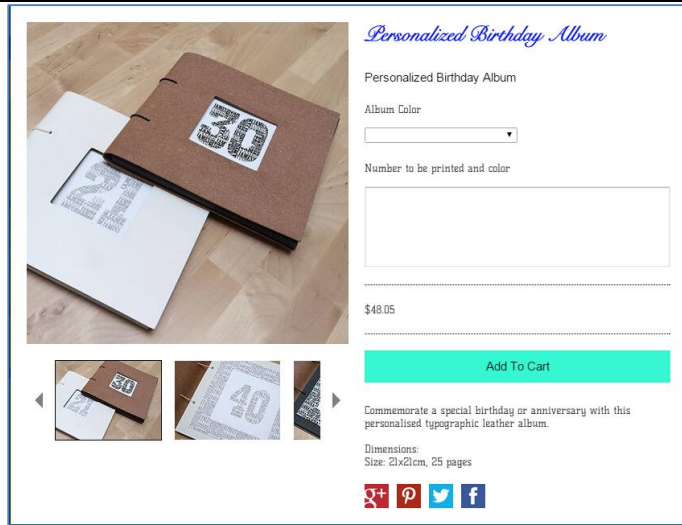 Personalized Birthday Album
Personalized Birthday Album
Album Color
Number to be printed and color
$48.05
Add To Cart
Commemorate a special birthday or anniversary with this
personalised typographic leather album.
Dimensions:
Size: 21x21cm, 25 pages
30
21
30
21
40
g+
f